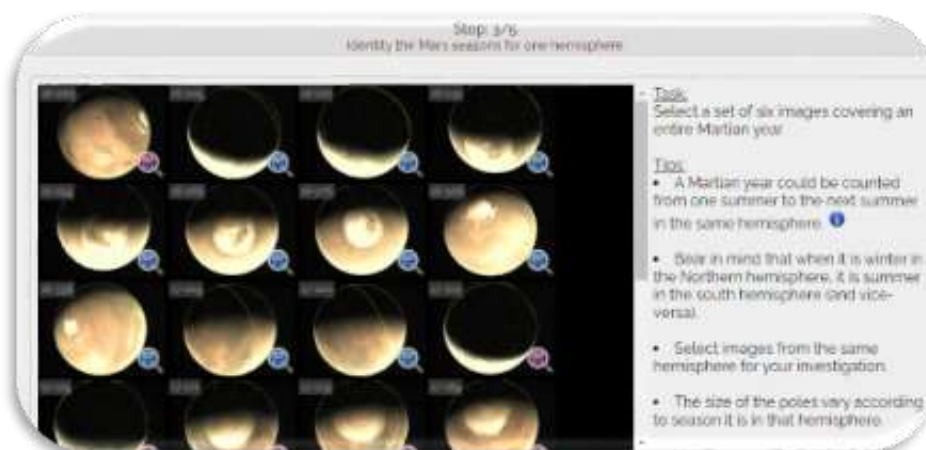 Step: 3/5
Identify the Mars seasons for one hemisphere
Task:
Select a set of six images covering an
entire Martian year
Tips:
• A Martian year could be counted
from one summer to the next summer
in the same hemisphere.
• Bear in mind that when it is winter in
the Northern hemisphere, it is summer
in the south hemisphere (and vice-
versa).
• Select images from the same
hemisphere for your investigation.
• The size of the poles vary according
to season it is in that hemisphere.